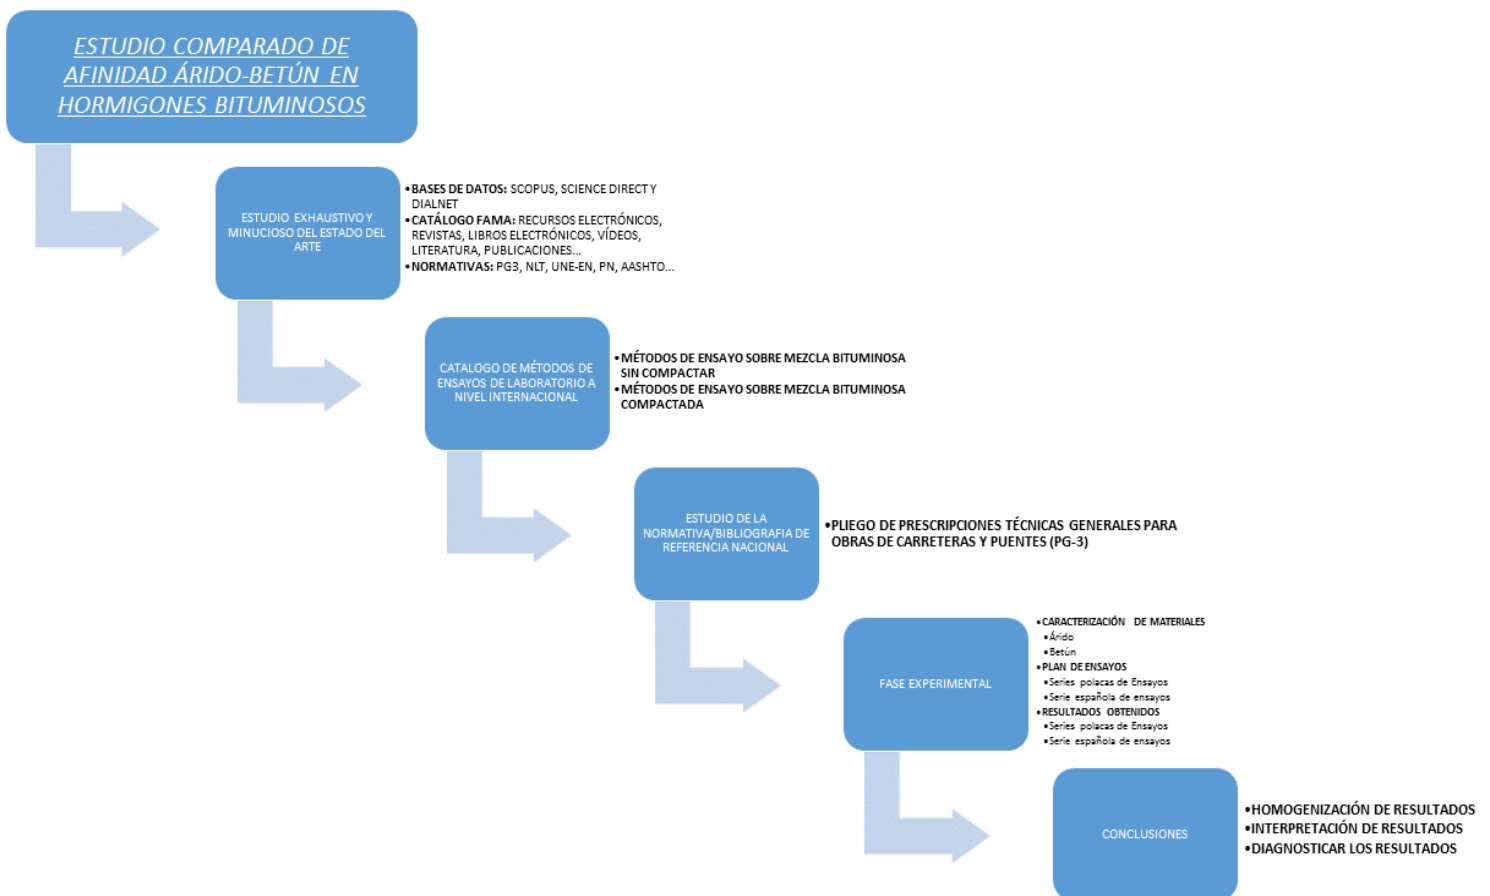 ESTUDIO COMPARADO DE
AFINIDAD ÁRIDO-BETÚN EN
HORMIGONES BITUMINOSOS
ESTUDIO EXHAUSTIVO Y
MINUCIOSO DEL ESTADO DEL
ARTE
•BASES DE DATOS: SCOPUS, SCIENCE DIRECT Y
DIALNET
•CATÁLOGO FAMA: RECURSOS ELECTRÓNICOS,
REVISTAS, LIBROS ELECTRÓNICOS, VÍDEOS,
LITERATURA, PUBLICACIONES...
•NORMATIVAS: PG3, NLT, UNE-EN, PN, AASHTO...
CATALOGO DE MÉTODOS DE
ENSAYOS DE LABORATORIO A
NIVEL INTERNACIONAL
•MÉTODOS DE ENSAYO SOBRE MEZCLA BITUMINOSA
SIN COMPACTAR
•MÉTODOS DE ENSAYO SOBRE MEZCLA BITUMINOSA
COMPACTADA
ESTUDIO DE LA
NORMATIVA/BIBLIOGRAFIA DE
REFERENCIA NACIONAL
•PLIEGO DE PRESCRIPCIONES TÉCNICAS GENERALES PARA
OBRAS DE CARRETERAS Y PUENTES (PG-3)
FASE EXPERIMENTAL
•CARACTERIZACIÓN DE MATERIALES
•Árido
•Betún
•PLAN DE ENSAYOS
•Series polacas de Ensayos
•Serie española de ensayos
•RESULTADOS OBTENIDOS
•Series polacas de Ensayos
•Serie española de ensayos
CONCLUSIONES
•HOMOGENIZACIÓN DE RESULTADOS
•INTERPRETACIÓN DE RESULTADOS
•DIAGNOSTICAR LOS RESULTADOS